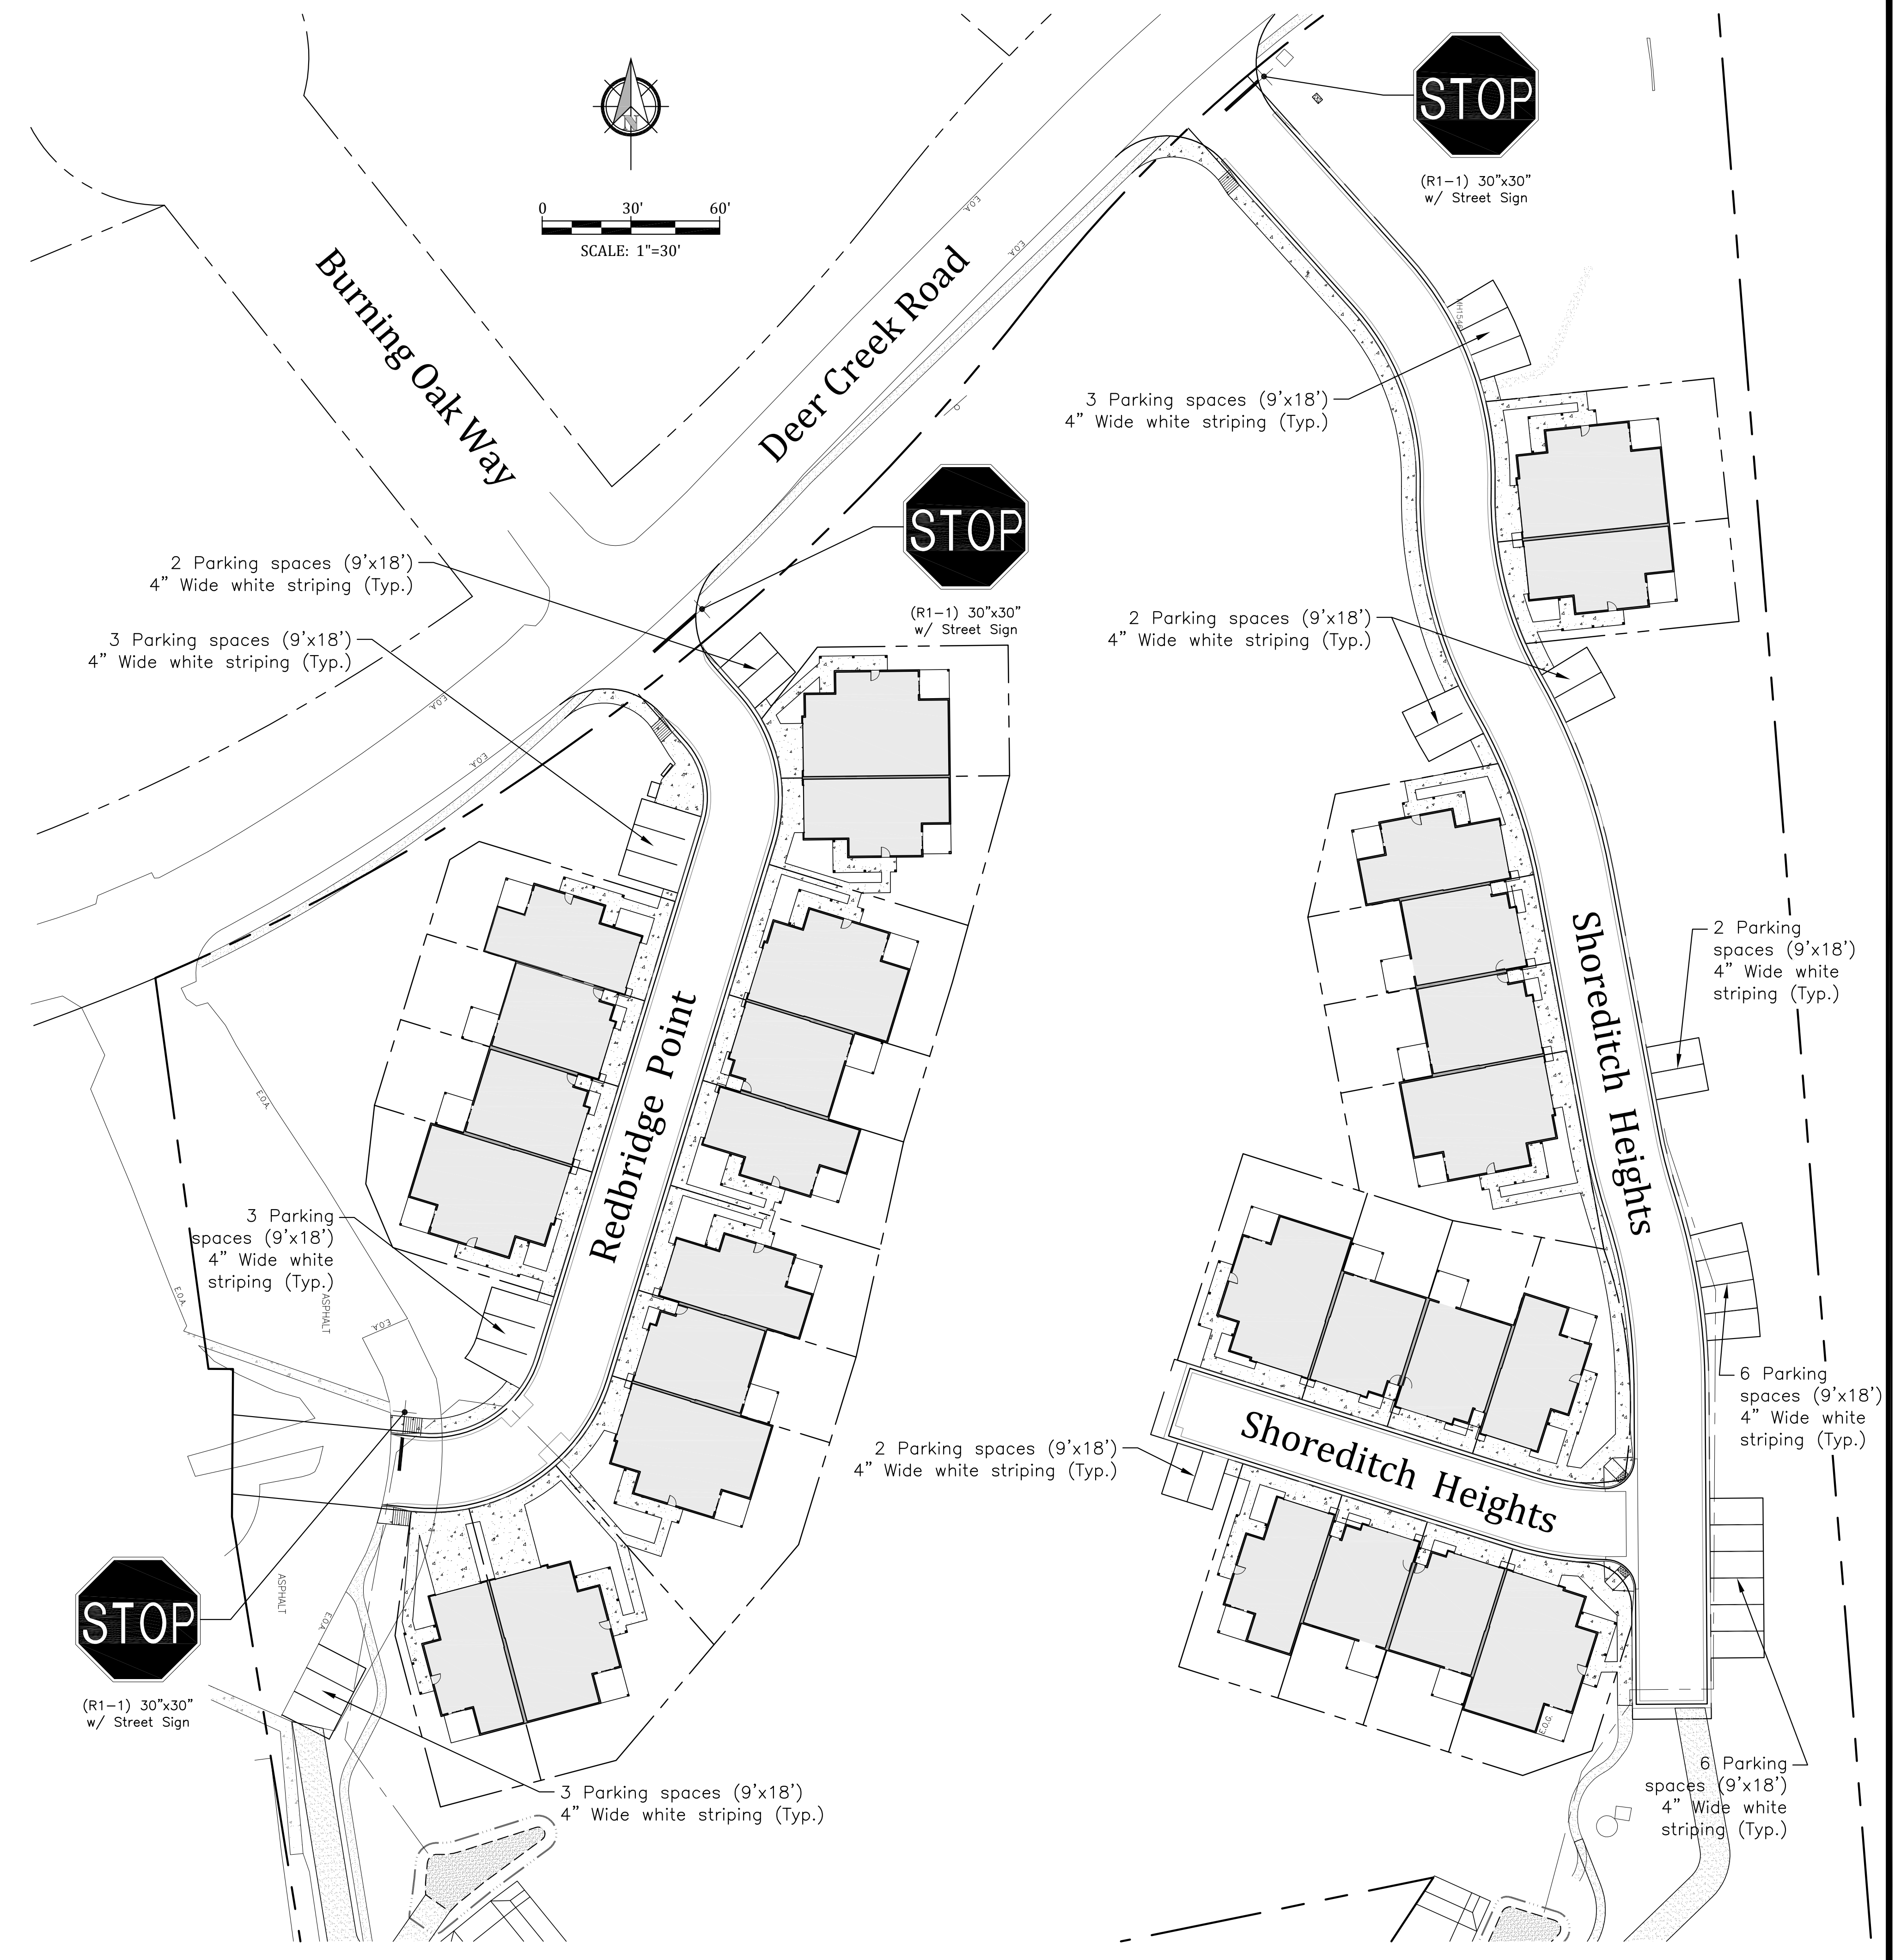 STOP
(R1-1) 30"x30"
w/ Street Sign
N
0 30' 60'
SCALE: 1"=30'
Burning Oak Way
Deer Creek Road
E.O.A.
E.O.A.
3 Parking spaces (9'x18')
4" Wide white striping (Typ.)
STOP
(R1-1) 30"x30"
w/ Street Sign
2 Parking spaces (9'x18')
4" Wide white striping (Typ.)
3 Parking spaces (9'x18')
4" Wide white striping (Typ.)
2 Parking spaces (9'x18')
4" Wide white striping (Typ.)
E.O.A.
E.O.A.
2 Parking
spaces (9'x18')
4" Wide white
striping (Typ.)
Shoreditch Heights
Redbridge Point
E.O.A.
3 Parking
spaces (9'x18')
4" Wide white
striping (Typ.)
E.O.A.
ASPHALT
E.O.A.
6 Parking
spaces (9'x18')
4" Wide white
striping (Typ.)
2 Parking spaces (9'x18')
4" Wide white striping (Typ.)
Shoreditch Heights
STOP
(R1-1) 30"x30"
w/ Street Sign
ASPHALT
E.O.A.
E.O.G.
3 Parking spaces (9'x18')
4" Wide white striping (Typ.)
6 Parking
spaces (9'x18')
4" Wide white
striping (Typ.)